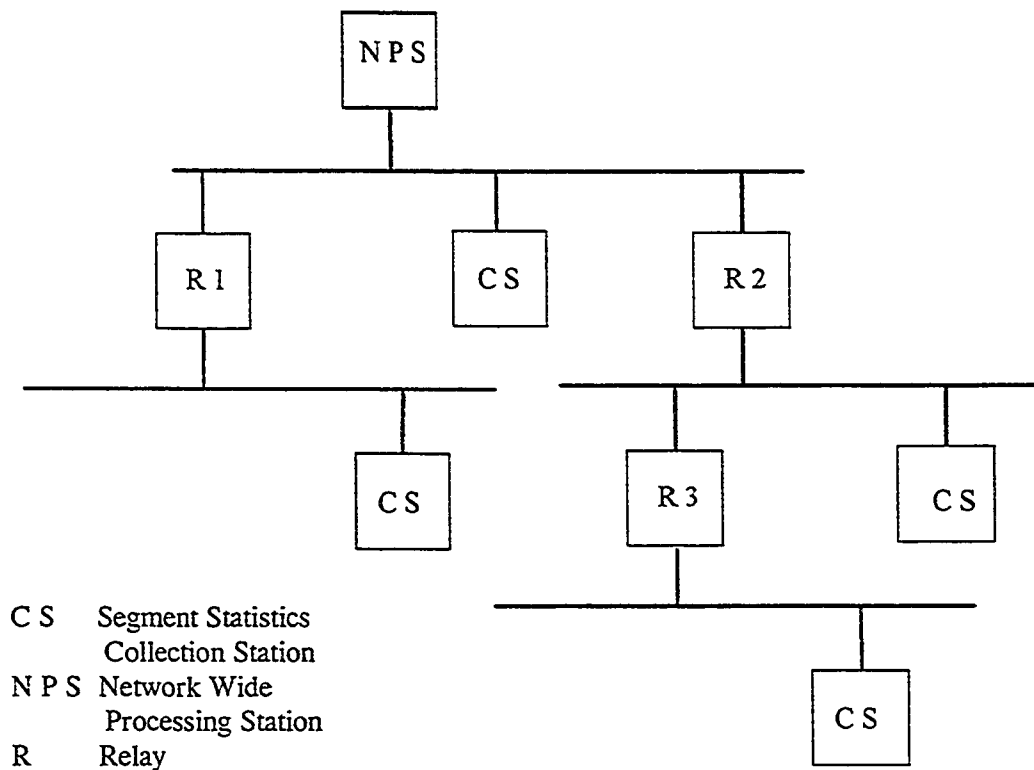 NPS
R1
CS
R2
CS
R3
CS
CS
CS Segment Statistics
Collection Station
NPS Network Wide
Processing Station
R Relay